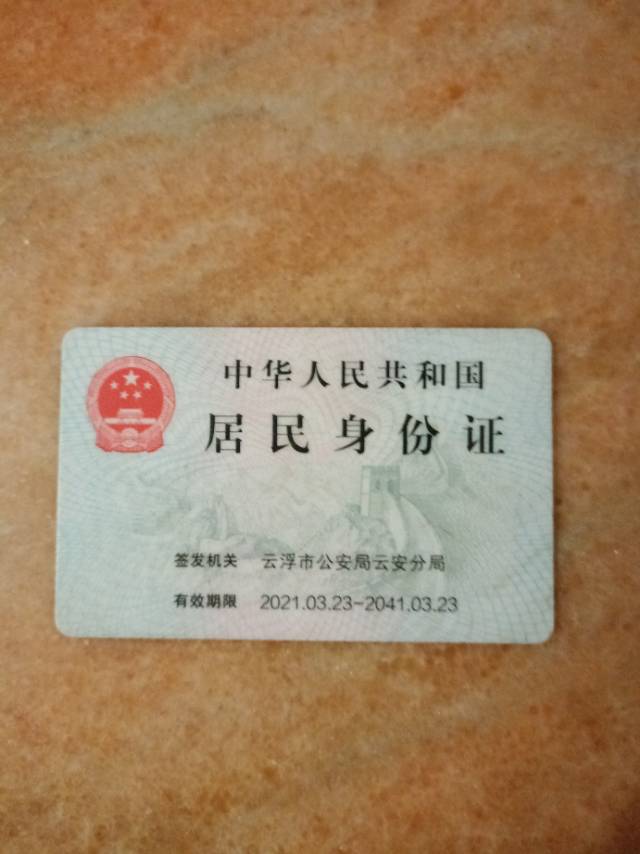 中华人民共和国
居民身份证
签发机关 云浮市公安局云安分局
有效期限 2021.03.23-2041.03.23